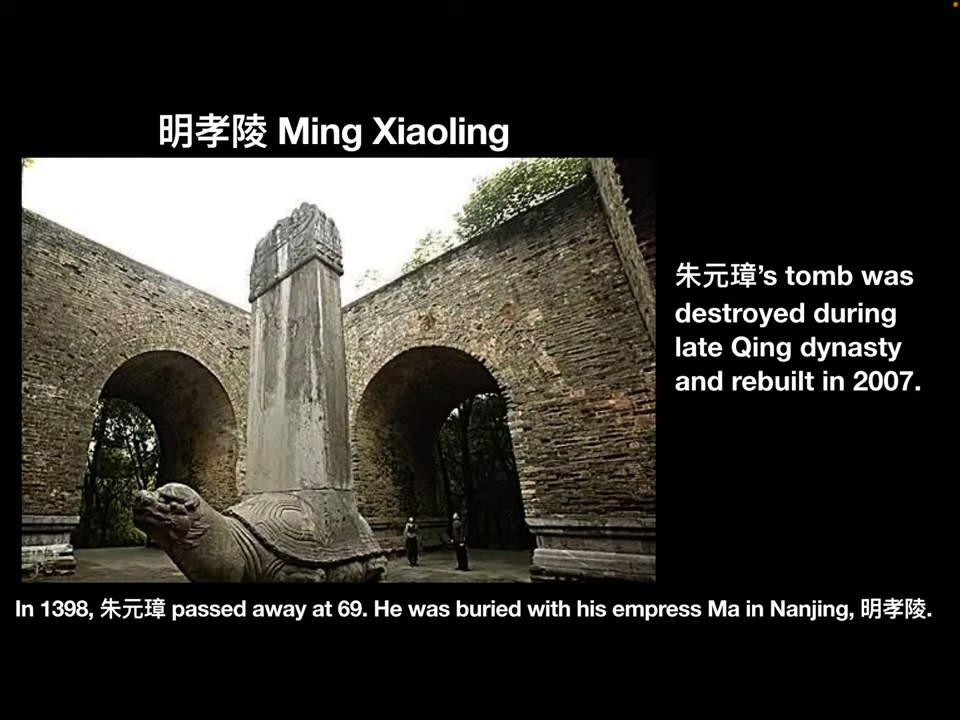 明孝陵 Ming Xiaoling
朱元璋’s tomb was
destroyed during
late Qing dynasty
and rebuilt in 2007.
In 1398, 朱元璋 passed away at 69. He was buried with his empress Ma in Nanjing, 明孝陵.